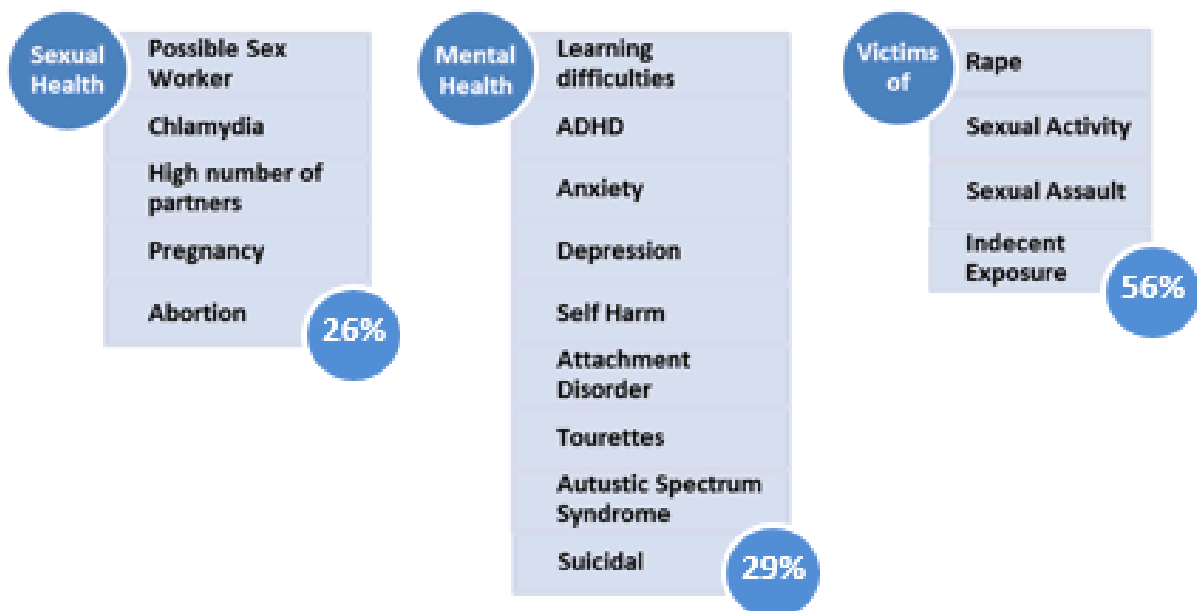 Sexual
Health
Possible Sex
Worker
Chlamydia
High number of
partners
Pregnancy
Abortion
26%
Mental
Health
Learning
difficulties
ADHD
Anxiety
Depression
Self Harm
Attachment
Disorder
Tourettes
Autustic Spectrum
Syndrome
Suicidal
29%
Victims
of
Rape
Sexual Activity
Sexual Assault
Indecent
Exposure
56%